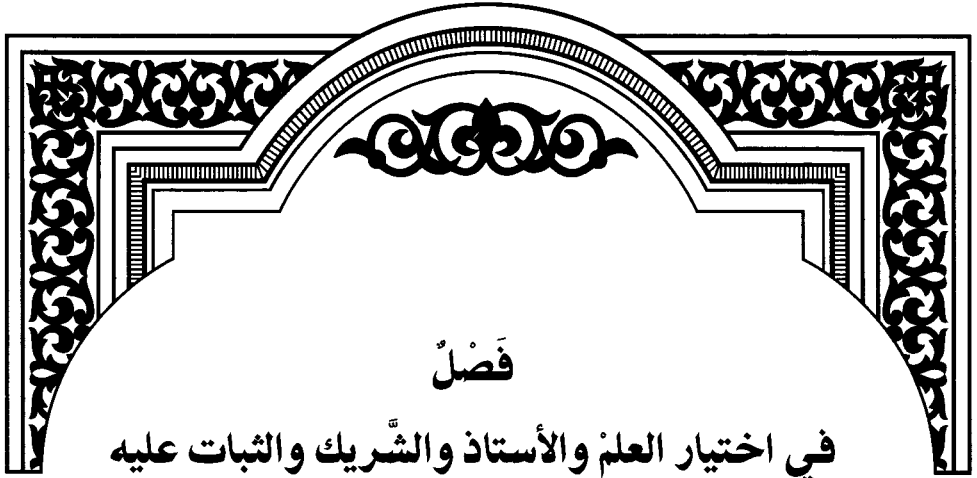 فَصْلٌ
في اختيار العلمْ والأستاذ والشَّريك والثبات عليه